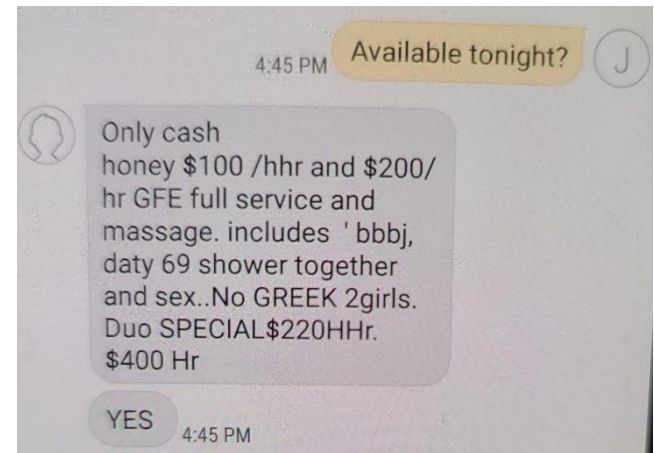 4:45 PM
Available tonight?
J
Only cash
honey $100 /hhr and $200/
hr GFE full service and
massage. includes ' bbbj,
daty 69 shower together
and sex..No GREEK 2girls.
Duo SPECIAL$220HHr.
$400 Hr
YES
4:45 PM